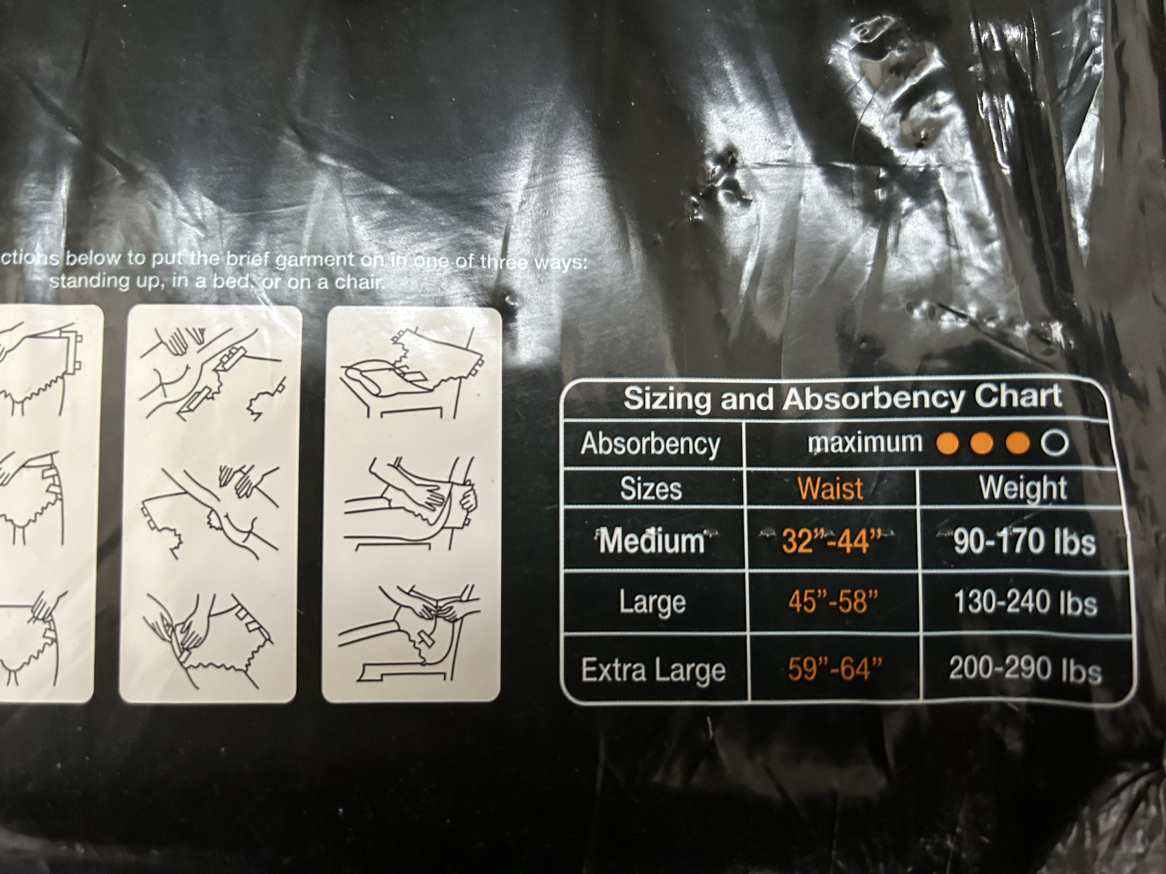 ctions below to put the brief garment on in one of three ways:
standing up, in a bed, or on a chair.
Sizing and Absorbency Chart
Absorbency maximum
Sizes Waist Weight
Medium 32”-44” 90-170 lbs
Large 45”-58” 130-240 lbs
Extra Large 59”-64” 200-290 lbs